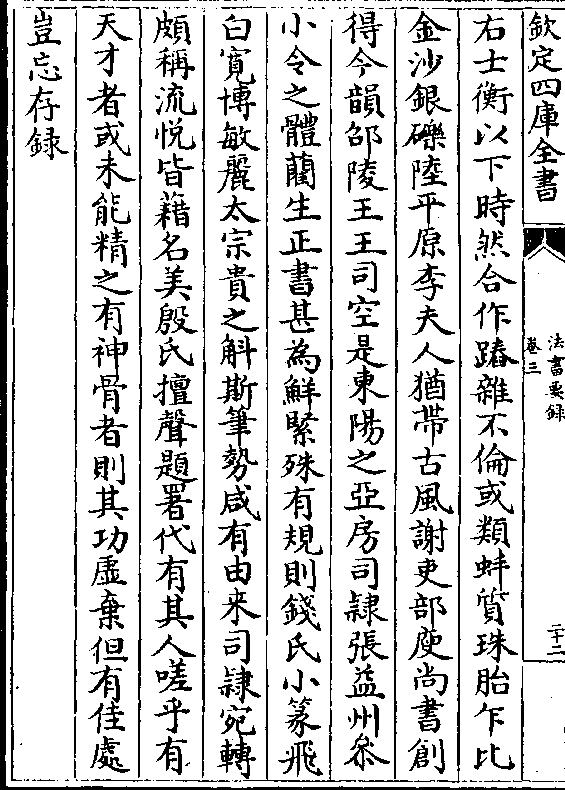 欽定四庫全書
法書要録
卷三
二十二
右士衡以下時然合作踳雜不倫或類蚌質珠胎乍比
金沙銀礫陸平原李夫人猶帶古風謝吏部庾尚書創
得今韻邵陵王王司空是東陽之亞房司隷張益州叅
小令之體藺生正書甚為鮮緊殊有規則錢氏小篆飛
白寛博敏麗太宗貴之斛斯筆勢咸有由来司隷宛轉
頗稱流悦皆藉名美殷氏擅聲題署代有其人嗟乎有
天才者或未能精之有神骨者則其功虚棄但有佳處
豈忘存録